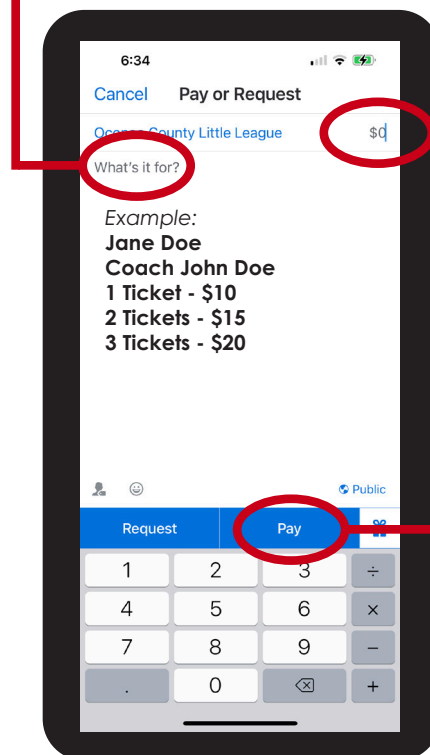 6:34
Cancel Pay or Request
Oconee County Little League $0
What's it for?
Example:
Jane Doe
Coach John Doe
1 Ticket - $10
2 Tickets - $15
3 Tickets - $20
Public
Request Pay
1 2 3 ÷
4 5 6 ×
7 8 9 −
. 0 +